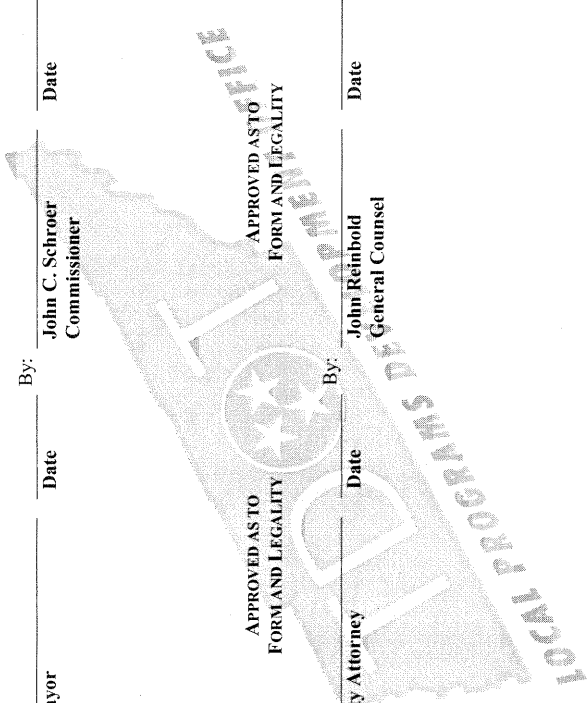 By:
yor Date John C. Schroer Date
Commissioner
APPROVED AS TO APPROVED AS TO
FORM AND LEGALITY FORM AND LEGALITY
By:
y Attorney Date John Reinbold Date
General Counsel
TDOT
LOCAL PROGRAMS DEVELOPMENT OFFICE